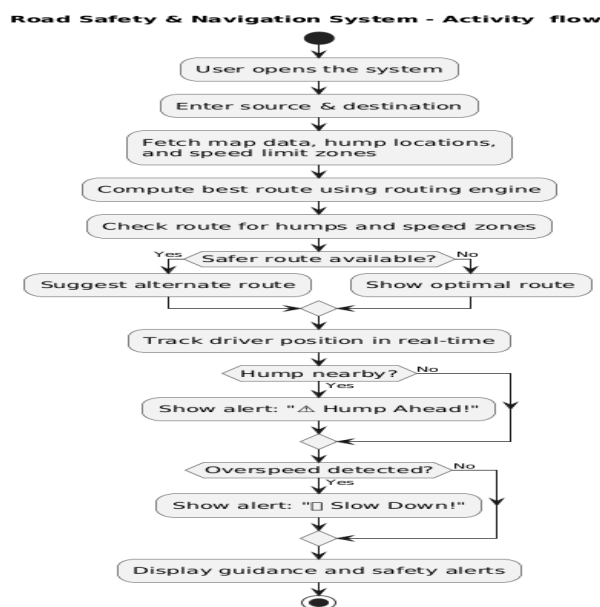 Road Safety & Navigation System - Activity flow
User opens the system
Enter source & destination
Fetch map data, hump locations,
and speed limit zones
Compute best route using routing engine
Check route for humps and speed zones
Yes
Safer route available?
No
Suggest alternate route
Show optimal route
Track driver position in real-time
Hump nearby?
No
Yes
Show alert: "⚠ Hump Ahead!"
Overspeed detected?
No
Yes
Show alert: "▯ Slow Down!"
Display guidance and safety alerts